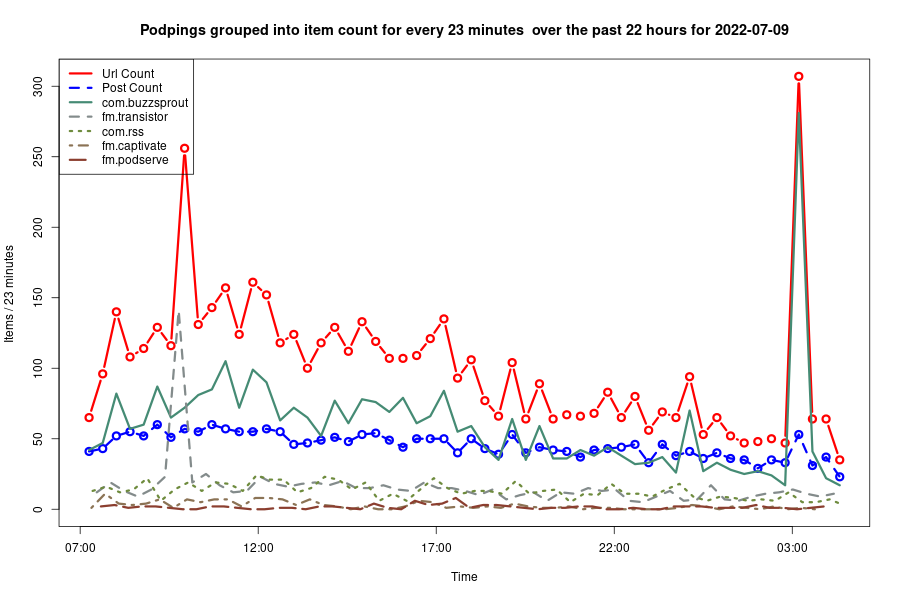 Podpings grouped into item count for every 23 minutes  over the past 22 hours for 2022-07-09
Url Count
Post Count
com.buzzsprout
fm.transistor
com.rss
fm.captivate
fm.podserve
Items / 23 minutes
300
250
200
150
100
50
0
07:00
12:00
17:00
22:00
03:00
Time